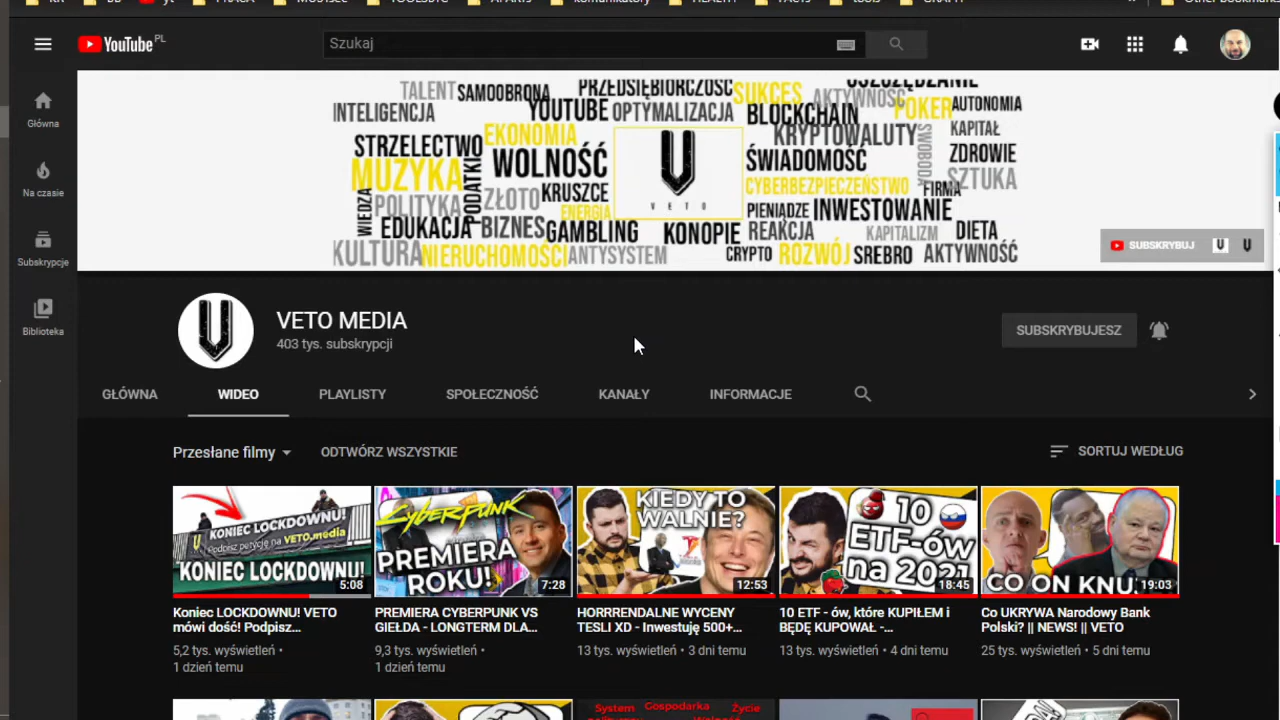 YouTube PL
Szukaj
Główna
Na czasie
Subskrypcje
Biblioteka
TALENT SAMOOBRONA PRZEDSIĘBIORCZOŚĆ SUKCES AKTYWNOŚĆ OSZCZĘDZANIE
INTELIGENCJA YOUTUBE OPTYMALIZACJA BLOCKCHAIN POKER AUTONOMIA
STRZELECTWO EKONOMIA KRYPTOWALUTY SWOBODA KAPITAŁ
MUZYKA PODATKI WOLNOŚĆ ŚWIADOMOŚĆ ZDROWIE
WIEDZA POLITYKA ZŁOTO KRUSZCE CYBERBEZPIECZEŃSTWO FIRMA SZTUKA
VETO
EDUKACJA BIZNES ENERGIA GAMBLING PIENIĄDZE INWESTOWANIE
KONOPIE REAKCJA KAPITALIZM DIETA
KULTURA NIERUCHOMOŚCI ANTYSYSTEM CRYPTO ROZWÓJ SREBRO AKTYWNOŚĆ
SUBSKRYBUJ
VETO MEDIA
403 tys. subskrypcji
SUBSKRYBUJESZ
GŁÓWNA WIDEO PLAYLISTY SPOŁECZNOŚĆ KANAŁY INFORMACJE
Przesłane filmy ODTWÓRZ WSZYSTKIE SORTUJ WEDŁUG
KONIEC LOCKDOWNU!
Podpisz petycję na VETO.media
KONIEC LOCKDOWNU!
5:08
CYBERPUNK
PREMIERA
ROKU!
7:28
KIEDY TO
WALNIE?
12:53
10
ETF-ów
na 2021
18:45
CO ON KNUJ
19:03
Koniec LOCKDOWNU! VETO
mówi dość! Podpisz...
5,2 tys. wyświetleń •
1 dzień temu
PREMIERA CYBERPUNK VS
GIEŁDA - LONGTERM DLA...
9,3 tys. wyświetleń •
1 dzień temu
HORRRENDALNE WYCENY
TESLI XD - Inwestuję 500+...
13 tys. wyświetleń • 3 dni temu
10 ETF - ów, które KUPIŁEM i
BĘDĘ KUPOWAŁ -...
13 tys. wyświetleń • 4 dni temu
Co UKRYWA Narodowy Bank
Polski? || NEWS! || VETO
25 tys. wyświetleń • 5 dni temu
System Gospodarka Życie